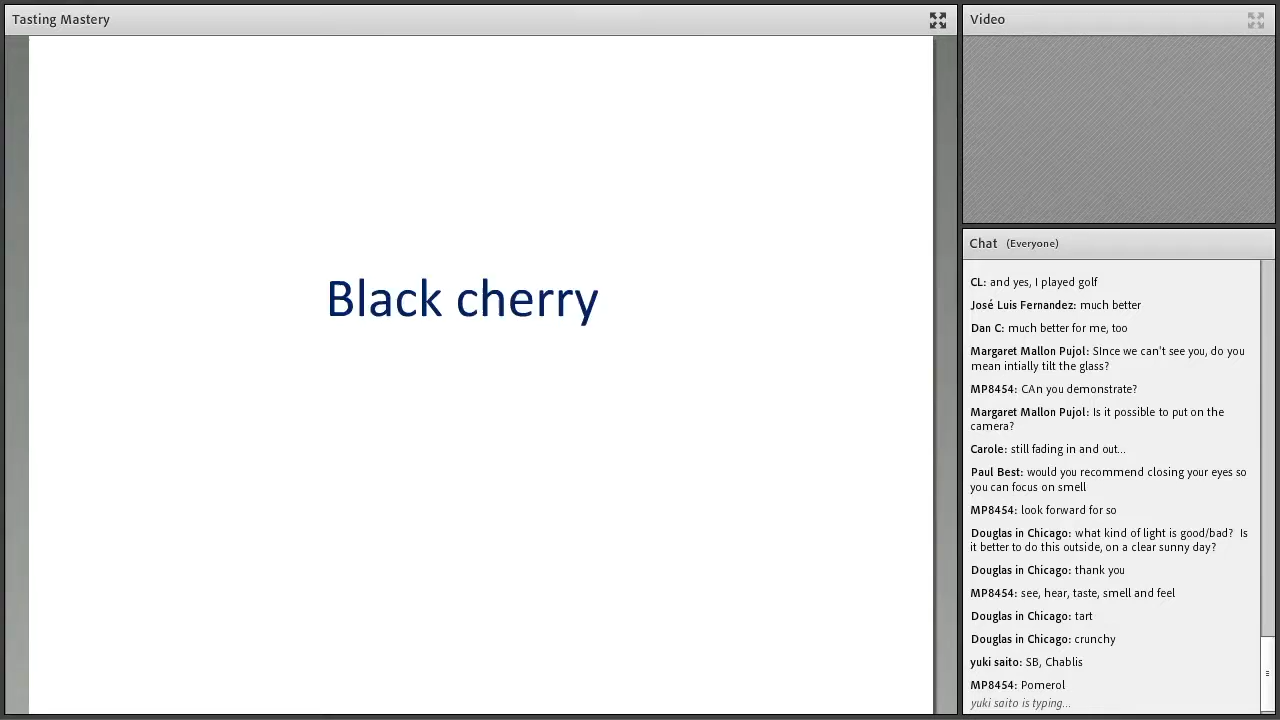 Tasting Mastery
Black cherry
Video
Chat (Everyone)
CL: and yes, I played golf
José Luis Fernandez: much better
Dan C: much better for me, too
Margaret Mallon Pujol: SInce we can't see you, do you
mean intially tilt the glass?
MP8454: CAn you demonstrate?
Margaret Mallon Pujol: Is it possible to put on the
camera?
Carole: still fading in and out...
Paul Best: would you recommend closing your eyes so
you can focus on smell
MP8454: look forward for so
Douglas in Chicago: what kind of light is good/bad? Is
it better to do this outside, on a clear sunny day?
Douglas in Chicago: thank you
MP8454: see, hear, taste, smell and feel
Douglas in Chicago: tart
Douglas in Chicago: crunchy
yuki saito: SB, Chablis
MP8454: Pomerol
yuki saito is typing...